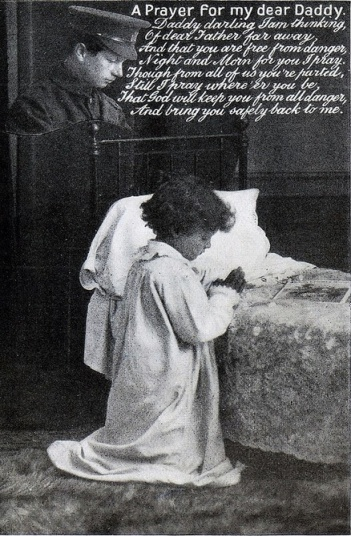 A Prayer for my dear Daddy.
Daddy darling I am thinking,
Of dear Father far away,
And that you are free from danger,
Night and Morn for you I pray.
Though from all of us you're parted,
Still I pray where'er you be,
That God will keep you from all danger,
And bring you safely back to me.